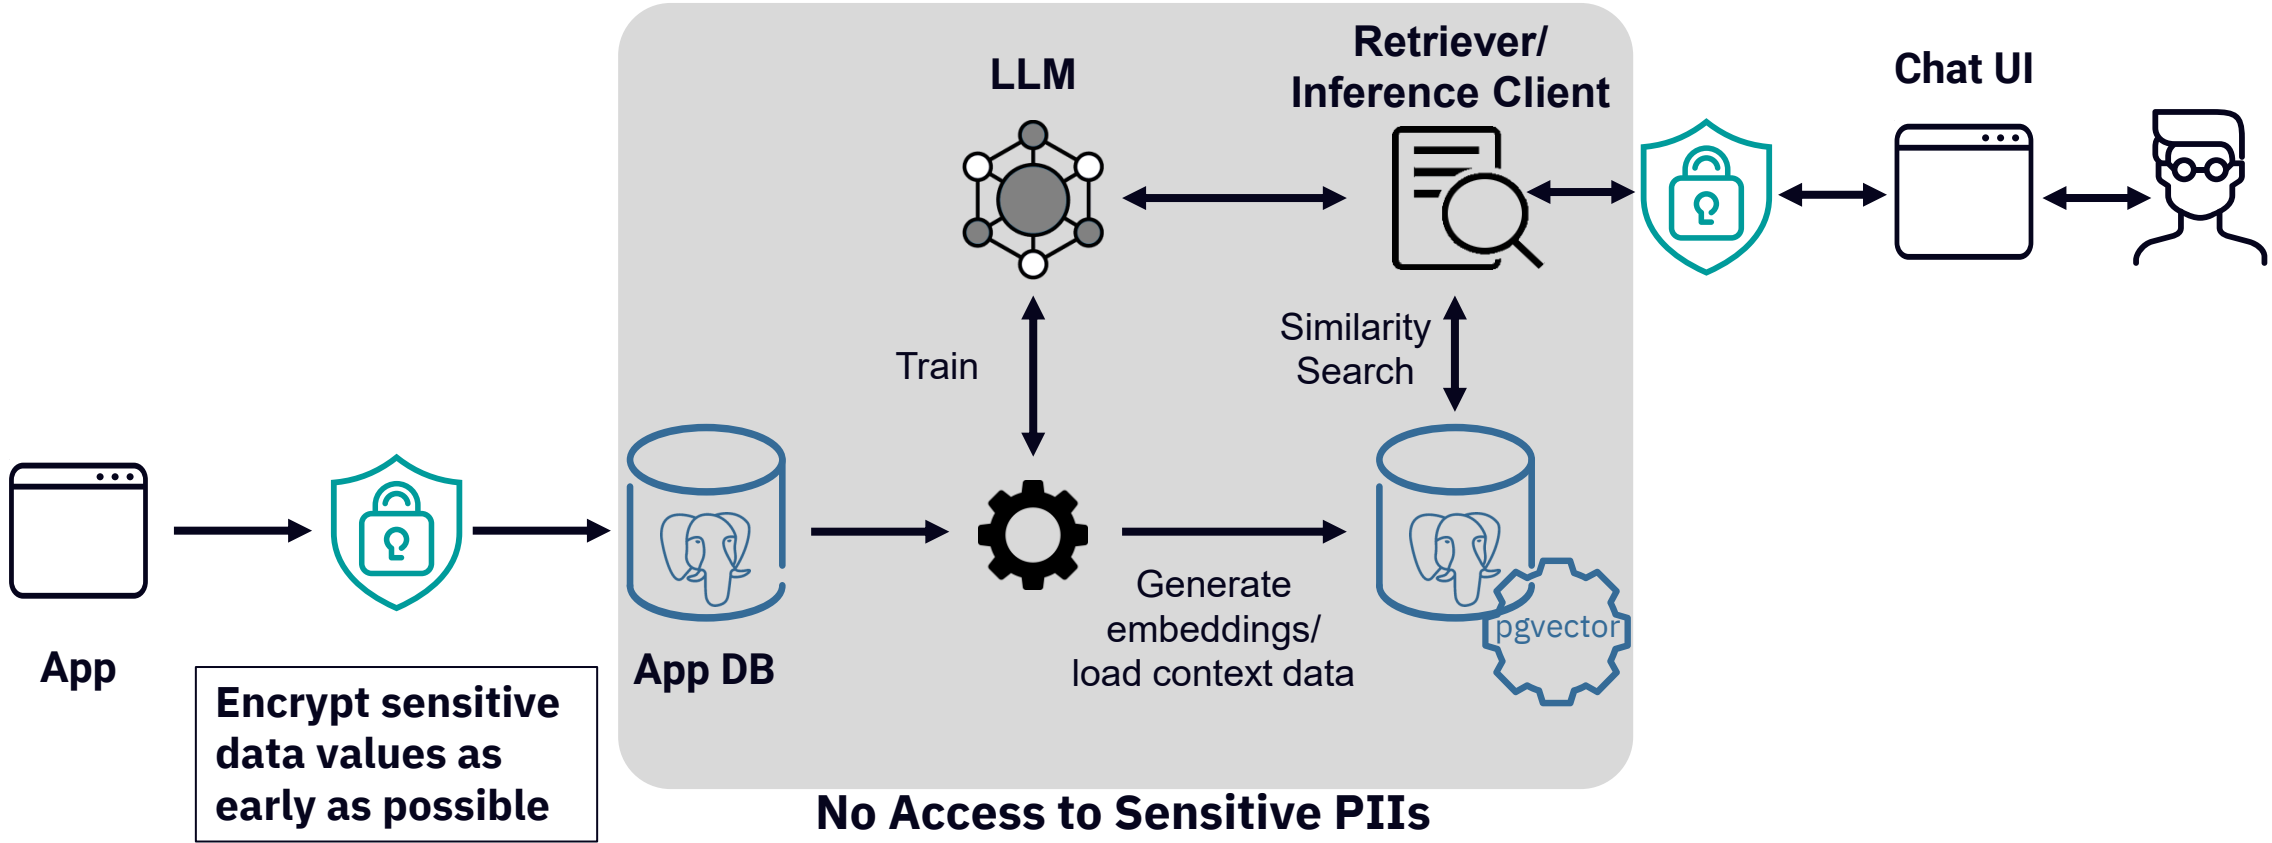 LLM
Retriever/
Inference Client
Chat UI
Train
Similarity
Search
App
Encrypt sensitive
data values as
early as possible
App DB
Generate
embeddings/
load context data
pgvector
No Access to Sensitive PIIs